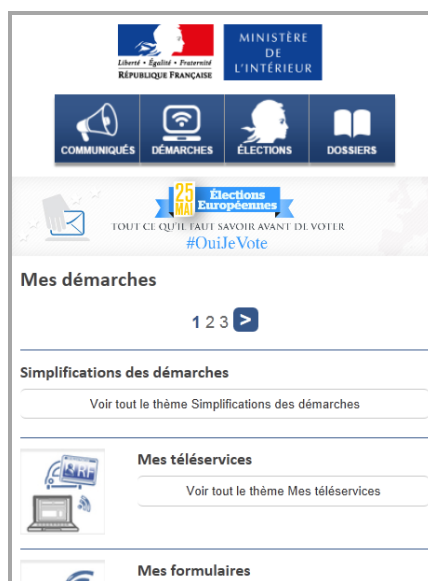 Liberté • Égalité • Fraternité
RÉPUBLIQUE FRANÇAISE
MINISTÈRE
DE
L'INTÉRIEUR
COMMUNIQUÉS DÉMARCHES ÉLECTIONS DOSSIERS
25 MAI
Élections
Européennes
TOUT CE QU'IL FAUT SAVOIR AVANT DE VOTER
#OuiJeVote
Mes démarches
1 2 3 >
Simplifications des démarches
Voir tout le thème Simplifications des démarches
RF
Mes téléservices
Voir tout le thème Mes téléservices
Mes formulaires